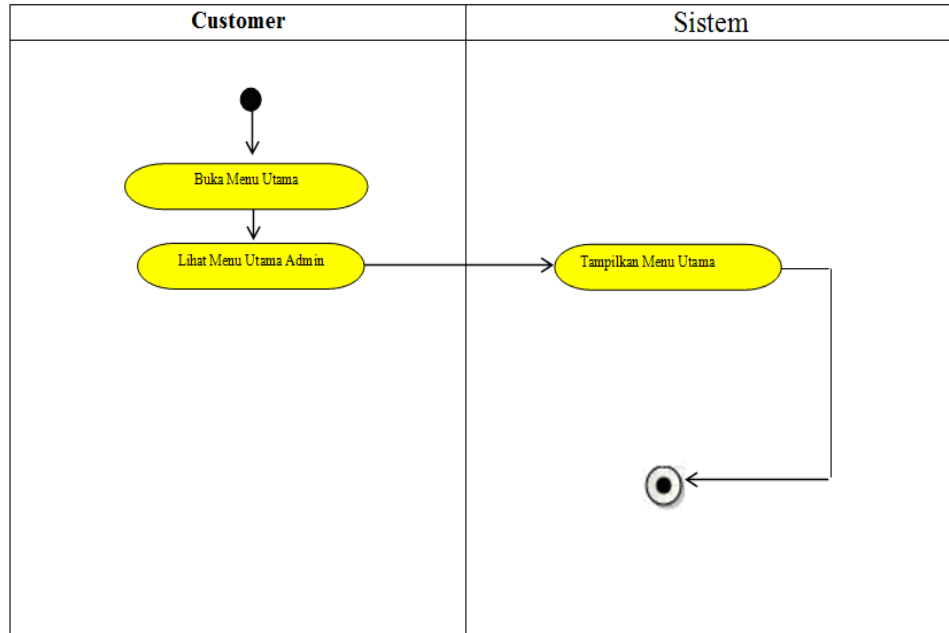 Customer
Sistem
Buka Menu Utama
Lihat Menu Utama Admin
Tampilkan Menu Utama